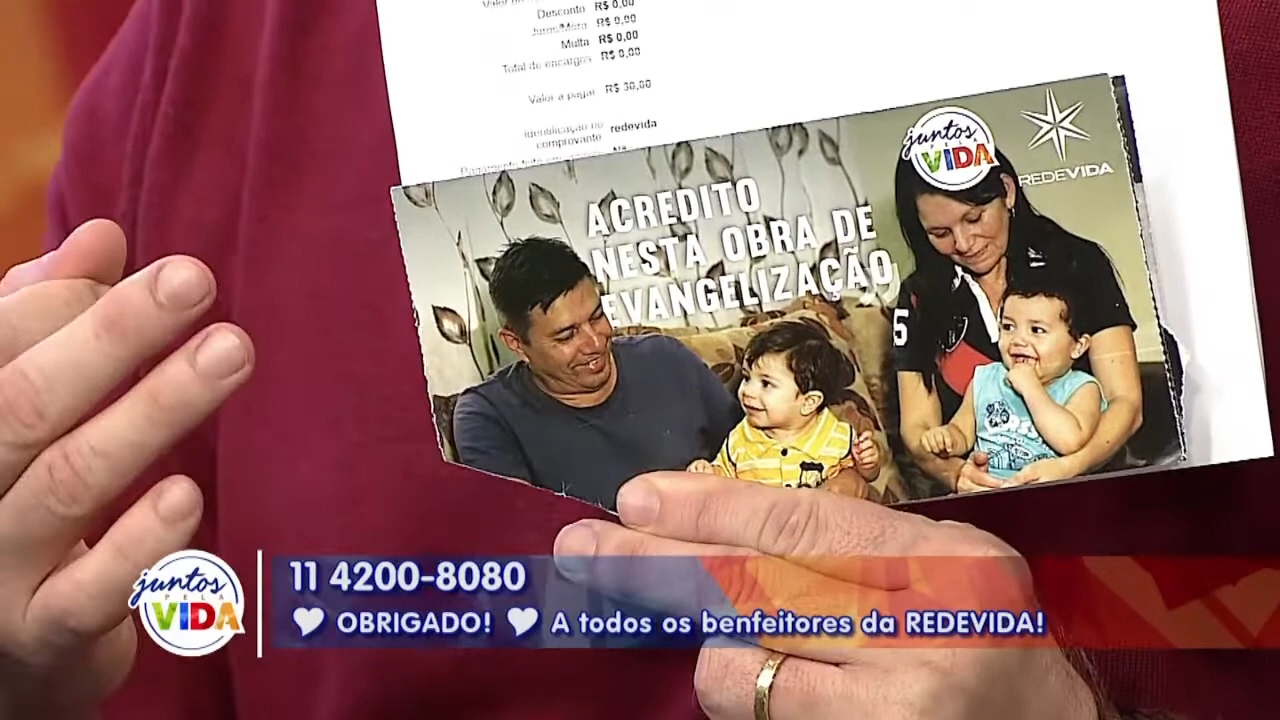 Desconto R$ 0,00
Juros/Mora R$ 0,00
Multa R$ 0,00
Total de encargos R$ 0,00
Valor a pagar R$ 30,00
Identificação no
comprovante redevida
juntos
PELA
VIDA
REDEVIDA
ACREDITO
NESTA OBRA DE
EVANGELIZAÇÃO
5
juntos
PELA
VIDA
11 4200-8080
OBRIGADO! A todos os benfeitores da REDEVIDA!